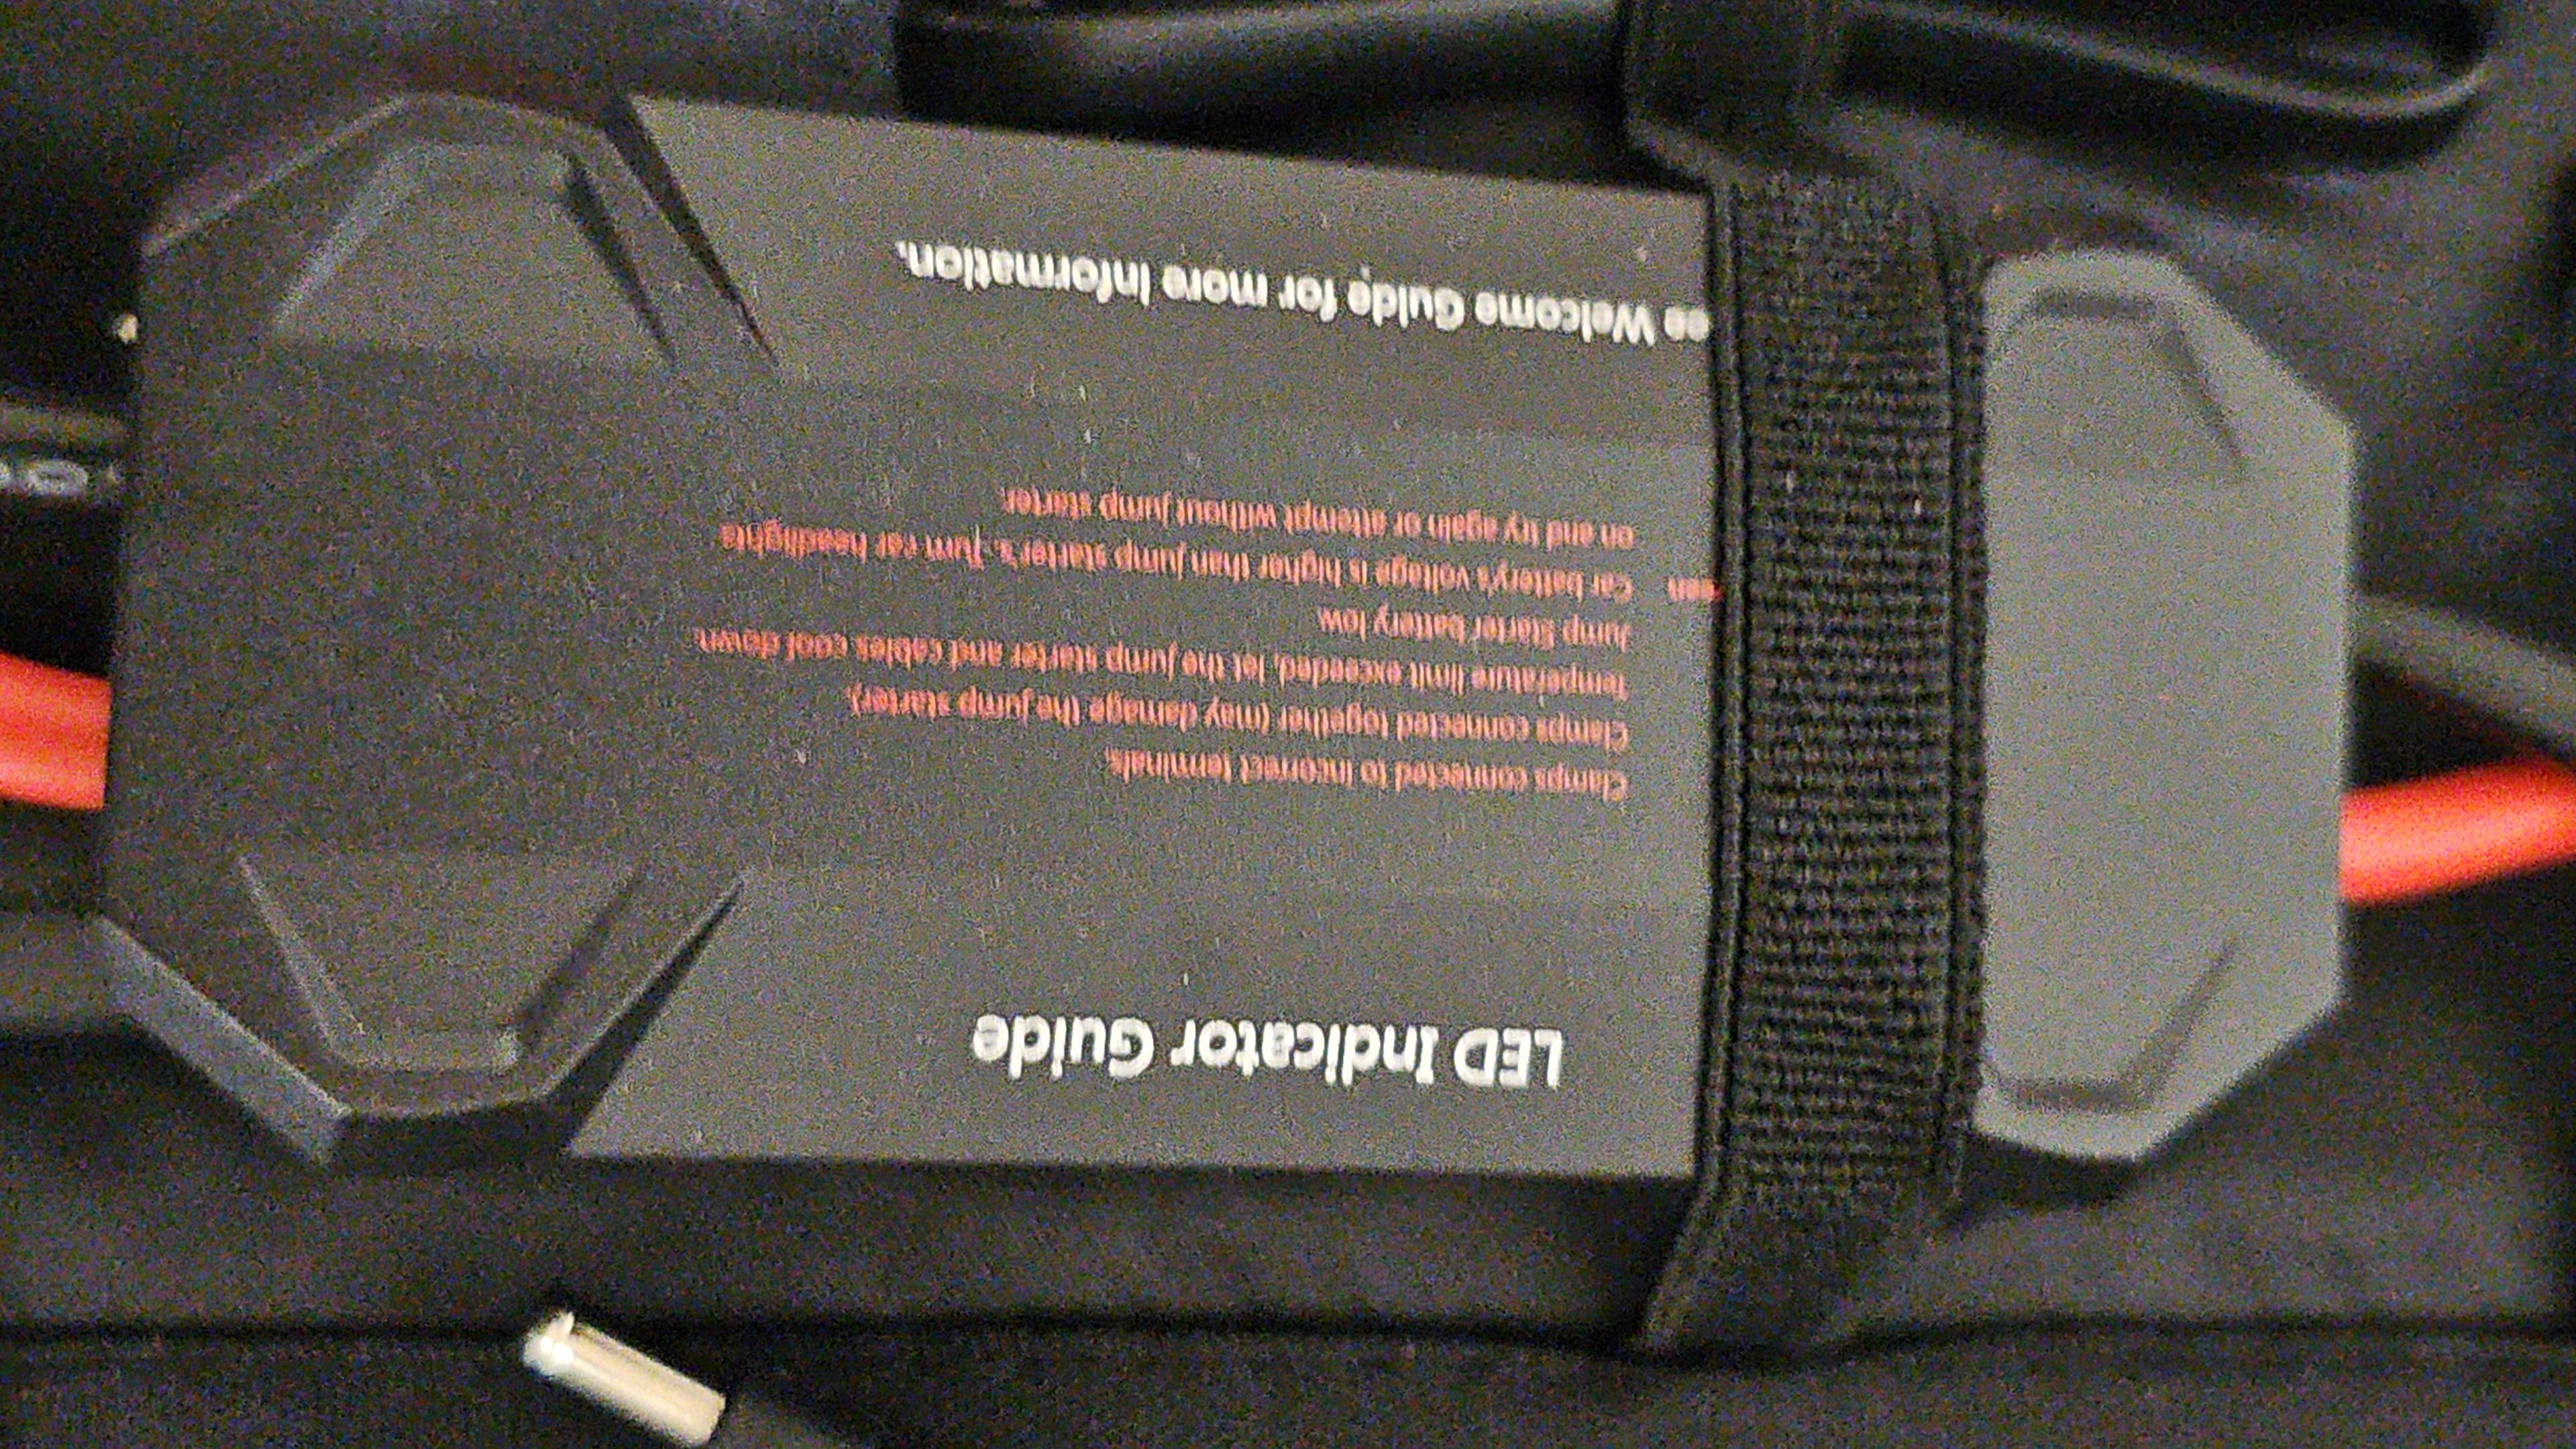 LED Indicator Guide
Clamps connected to incorrect terminals.
Clamps connected together (may damage the jump starter).
Temperature limit exceeded, let the jump starter and cables cool down.
Jump Starter battery low
Car battery's voltage is higher than jump starter's. Turn car headlights
on and try again or attempt without jump starter.
ee Welcome Guide for more information.